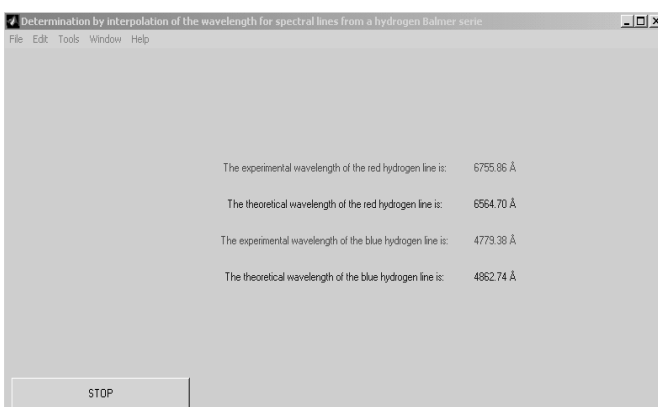 Determination by interpolation of the wavelength for spectral lines from a hydrogen Balmer serie
File Edit Tools Window Help
The experimental wavelength of the red hydrogen line is: 6755.86 Å
The theoretical wavelength of the red hydrogen line is: 6564.70 Å
The experimental wavelength of the blue hydrogen line is: 4779.38 Å
The theoretical wavelength of the blue hydrogen line is: 4862.74 Å
STOP